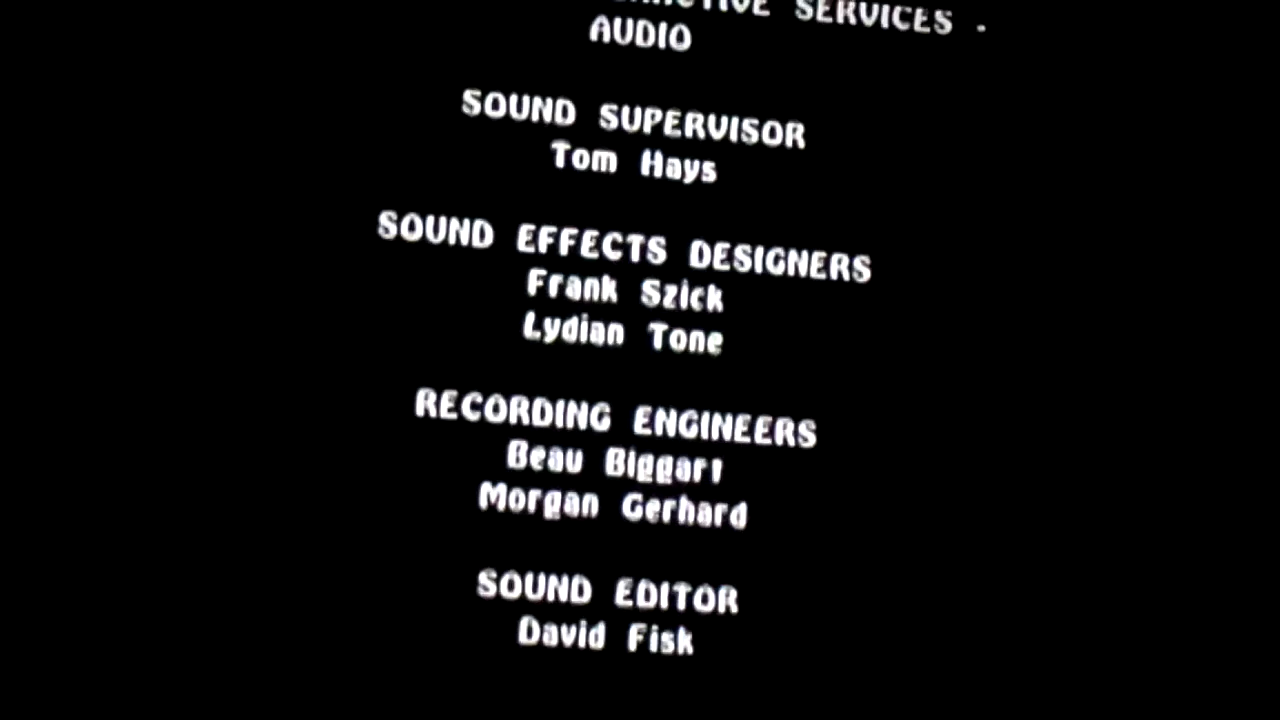 SERVICES -
AUDIO
SOUND SUPERVISOR
Tom Hays
SOUND EFFECTS DESIGNERS
Frank Szick
Lydian Tone
RECORDING ENGINEERS
Beau Biggart
Morgan Gerhard
SOUND EDITOR
David Fisk